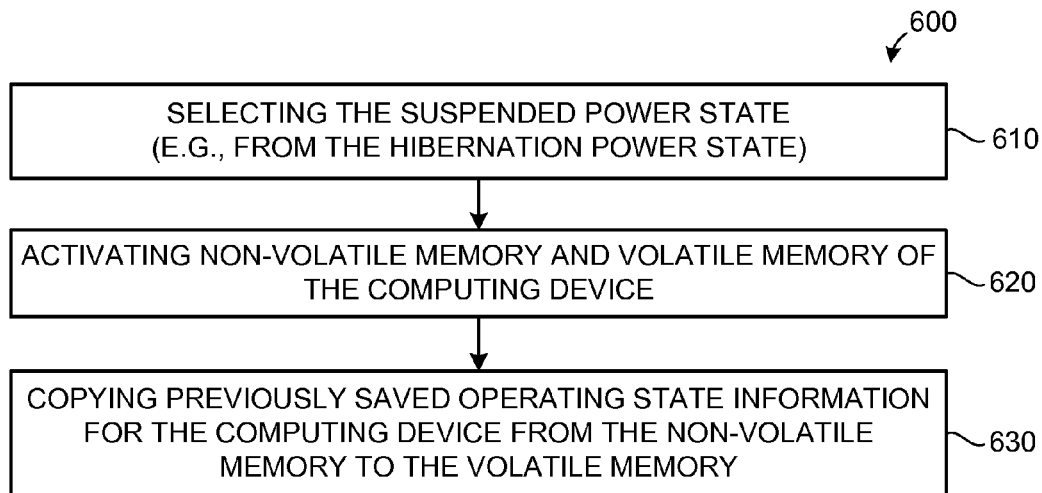 600
SELECTING THE SUSPENDED POWER STATE
(E.G., FROM THE HIBERNATION POWER STATE)
610
ACTIVATING NON-VOLATILE MEMORY AND VOLATILE MEMORY OF
THE COMPUTING DEVICE
620
COPYING PREVIOUSLY SAVED OPERATING STATE INFORMATION
FOR THE COMPUTING DEVICE FROM THE NON-VOLATILE
MEMORY TO THE VOLATILE MEMORY
630